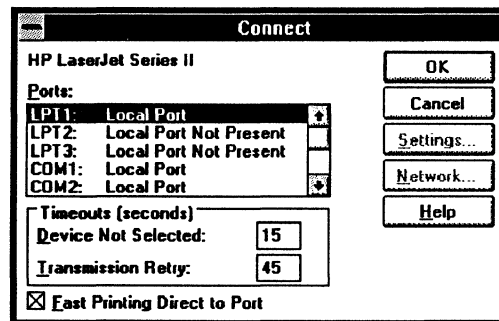 Connect
HP LaserJet Series II
Ports:
LPT1: Local Port
LPT2: Local Port Not Present
LPT3: Local Port Not Present
COM1: Local Port
COM2: Local Port
Timeouts (seconds)
Device Not Selected: 15
Transmission Retry: 45
Fast Printing Direct to Port
OK
Cancel
Settings...
Network...
Help